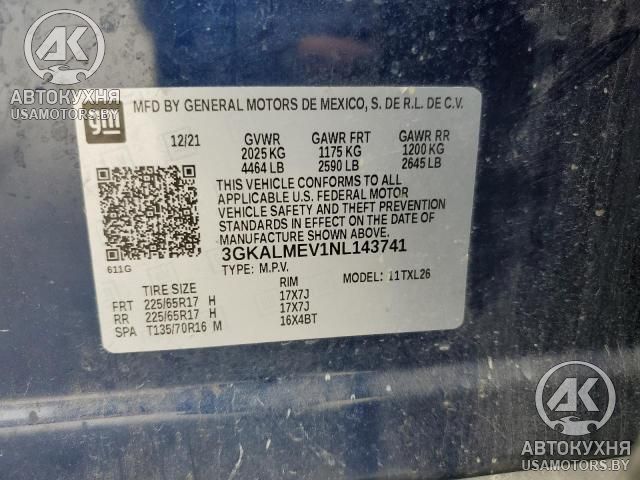 АК
АВТОКУХНЯ
USAMOTORS.BY
gm
MFD BY GENERAL MOTORS DE MEXICO, S. DE R.L. DE C.V.
12/21 GVWR GAWR FRT GAWR RR
2025 KG 1175 KG 1200 KG
4464 LB 2590 LB 2645 LB
THIS VEHICLE CONFORMS TO ALL
APPLICABLE U.S. FEDERAL MOTOR
VEHICLE SAFETY AND THEFT PREVENTION
STANDARDS IN EFFECT ON THE DATE OF
MANUFACTURE SHOWN ABOVE.
3GKALMEV1NL143741
611G
TYPE: M.P.V. MODEL: 11TXL26
TIRE SIZE RIM
FRT 225/65R17 H 17X7J
RR 225/65R17 H 17X7J
SPA T135/70R16 M 16X4BT
АК
АВТОКУХНЯ
USAMOTORS.BY